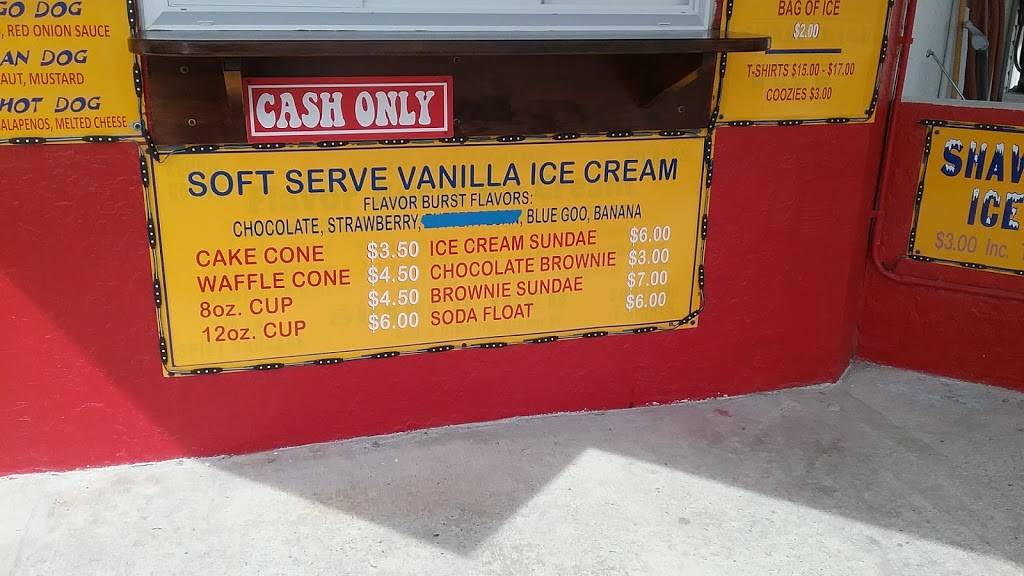 GO DOG
, RED ONION SAUCE
AN DOG
AUT, MUSTARD
HOT DOG
ALAPENOS, MELTED CHEESE
BAG OF ICE
$2.00
T-SHIRTS $15.00 - $17.00
COOZIES $3.00
CASH ONLY
SOFT SERVE VANILLA ICE CREAM
FLAVOR BURST FLAVORS:
CHOCOLATE, STRAWBERRY, , BLUE GOO, BANANA
CAKE CONE $3.50 ICE CREAM SUNDAE $6.00
WAFFLE CONE $4.50 CHOCOLATE BROWNIE $3.00
8oz. CUP $4.50 BROWNIE SUNDAE $7.00
12oz. CUP $6.00 SODA FLOAT $6.00
SHAV
ICE
$3.00 Inc.